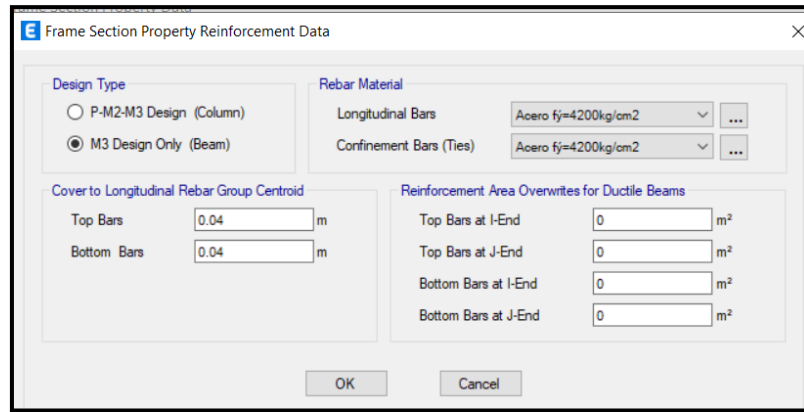 Frame Section Property Data
E Frame Section Property Reinforcement Data
Design Type
P-M2-M3 Design (Column)
M3 Design Only (Beam)
Rebar Material
Longitudinal Bars Acero fý=4200kg/cm2 ...
Confinement Bars (Ties) Acero fý=4200kg/cm2 ...
Cover to Longitudinal Rebar Group Centroid
Top Bars 0.04 m
Bottom Bars 0.04 m
Reinforcement Area Overwrites for Ductile Beams
Top Bars at I-End 0 m²
Top Bars at J-End 0 m²
Bottom Bars at I-End 0 m²
Bottom Bars at J-End 0 m²
OK Cancel